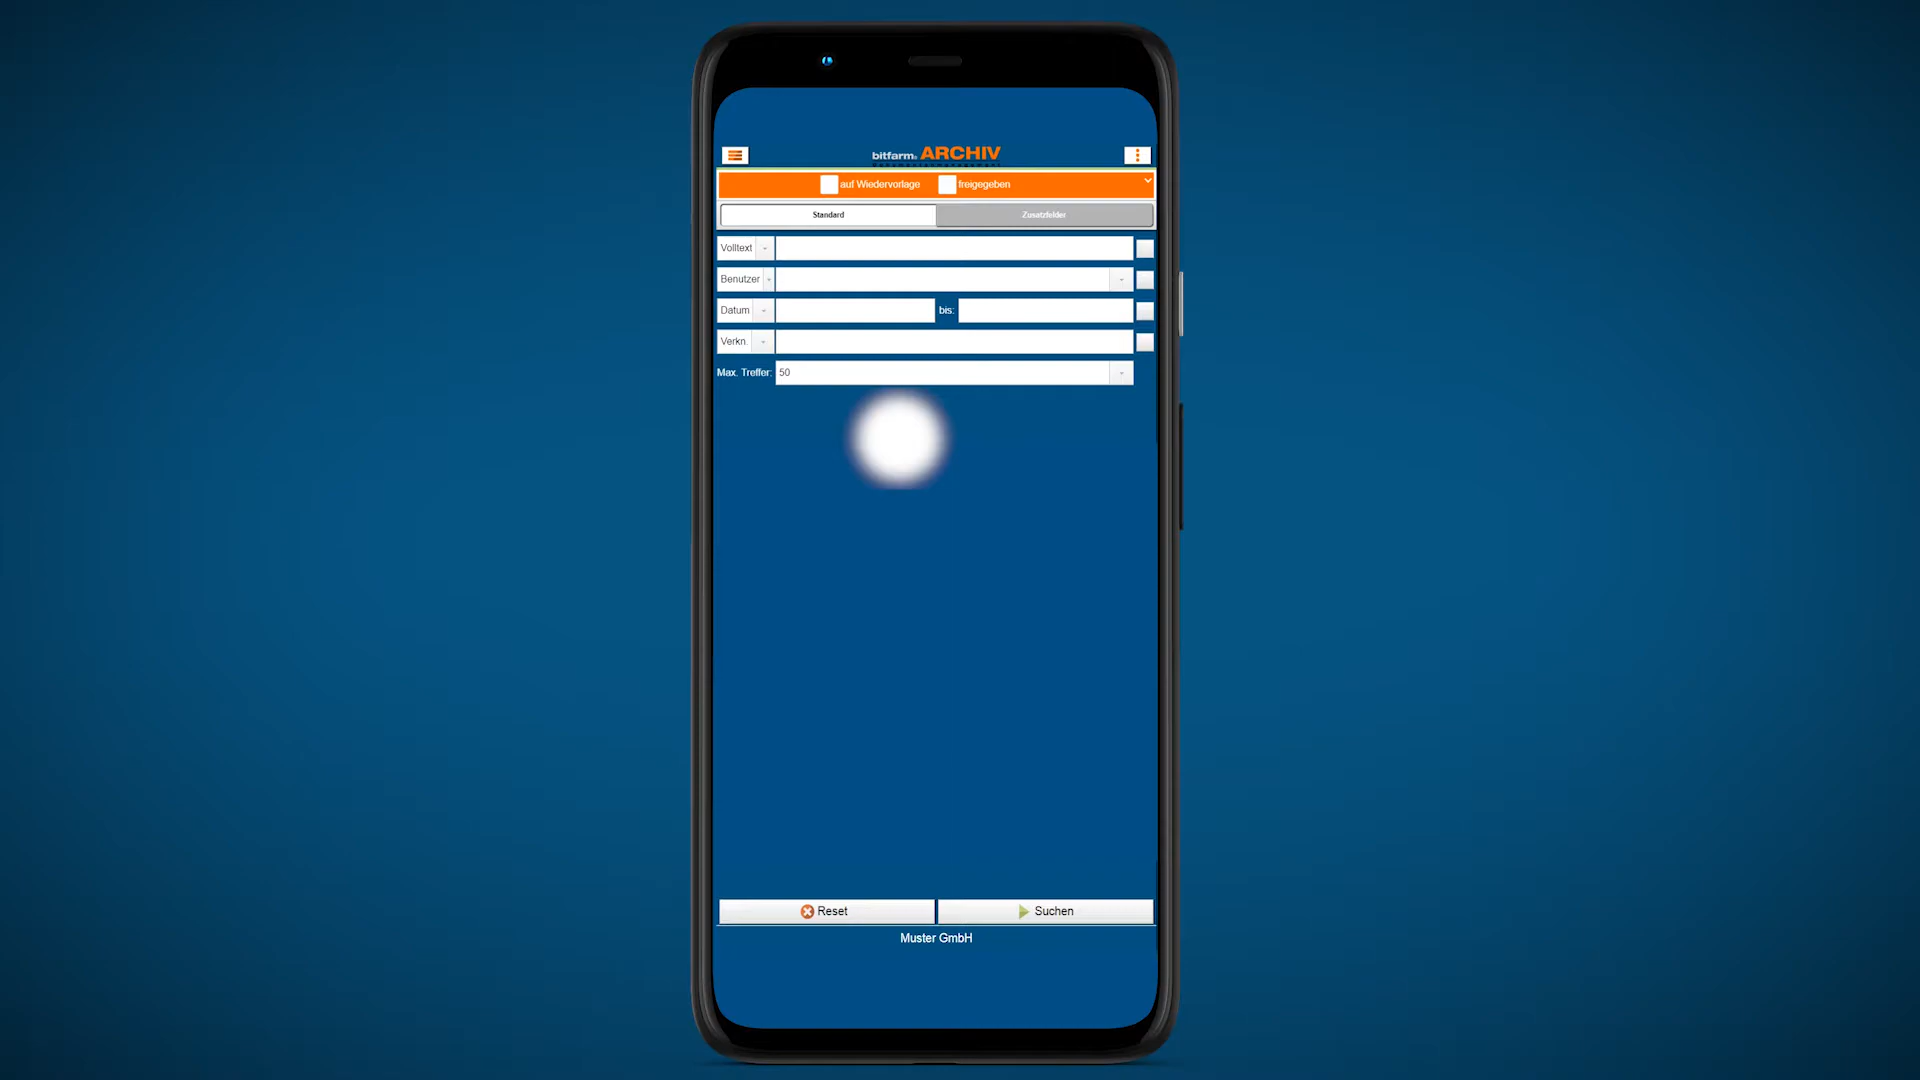 bitfarm ARCHIV
auf Wiedervorlage freigegeben
Standard Zusatzfelder
Volltext
Benutzer
Datum bis:
Verkn.
Max. Treffer: 50
Reset Suchen
Muster GmbH